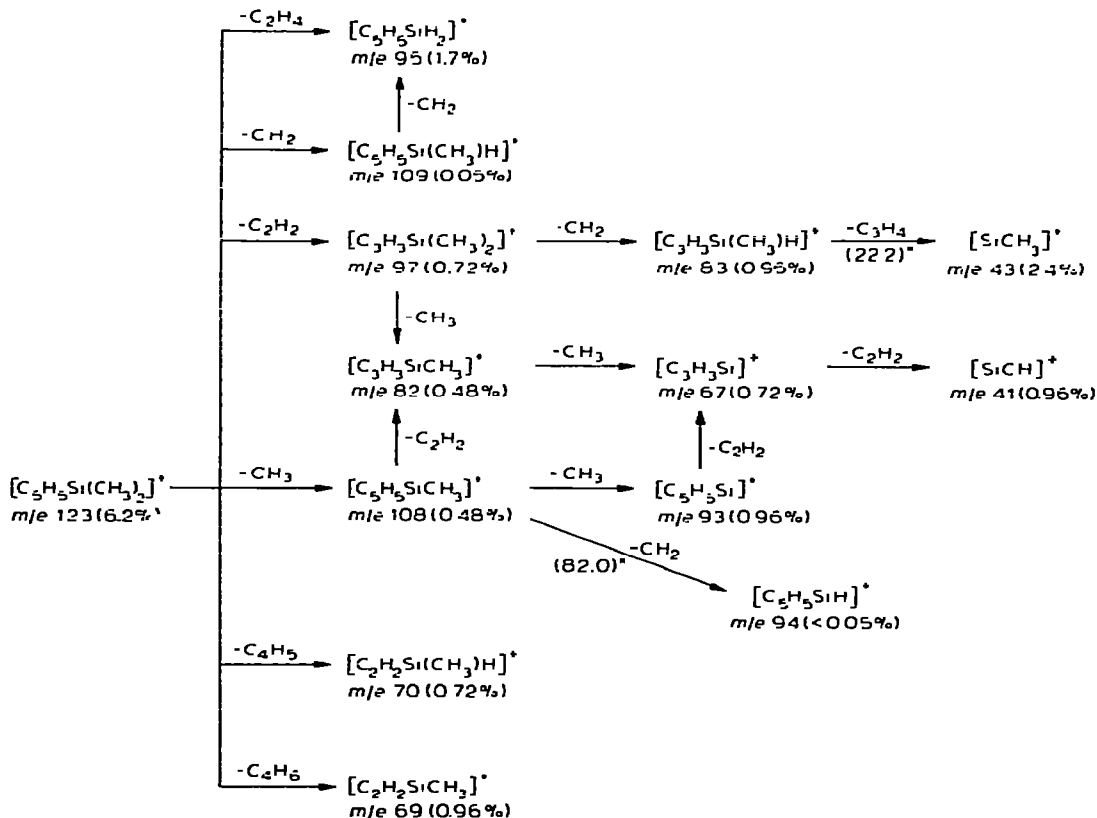 -C₂H₄
[C₅H₅SiH₂]⁺
m/e 95 (1.7%)
-CH₂
-CH₂
[C₅H₅Si(CH₃)H]⁺
m/e 109 (0.05%)
-C₂H₂
[C₃H₃Si(CH₃)₂]⁺
m/e 97 (0.72%)
-CH₂
[C₃H₃Si(CH₃)H]⁺
m/e 83 (0.96%)
-C₃H₄
(22.2)*
[SiCH₃]⁺
m/e 43 (2.4%)
-CH₃
[C₃H₃SiCH₃]⁺
m/e 82 (0.48%)
-CH₃
[C₃H₃Si]⁺
m/e 67 (0.72%)
-C₂H₂
[SiCH]⁺
m/e 41 (0.96%)
-C₂H₂
-C₂H₂
[C₅H₅Si(CH₃)₂]⁺
m/e 123 (6.2%)
-CH₃
[C₅H₅SiCH₃]⁺
m/e 108 (0.48%)
-CH₃
[C₅H₅Si]⁺
m/e 93 (0.96%)
-CH₂
(82.0)*
[C₅H₅SiH]⁺
m/e 94 (<0.05%)
-C₄H₅
[C₂H₂Si(CH₃)H]⁺
m/e 70 (0.72%)
-C₄H₆
[C₂H₂SiCH₃]⁺
m/e 69 (0.96%)